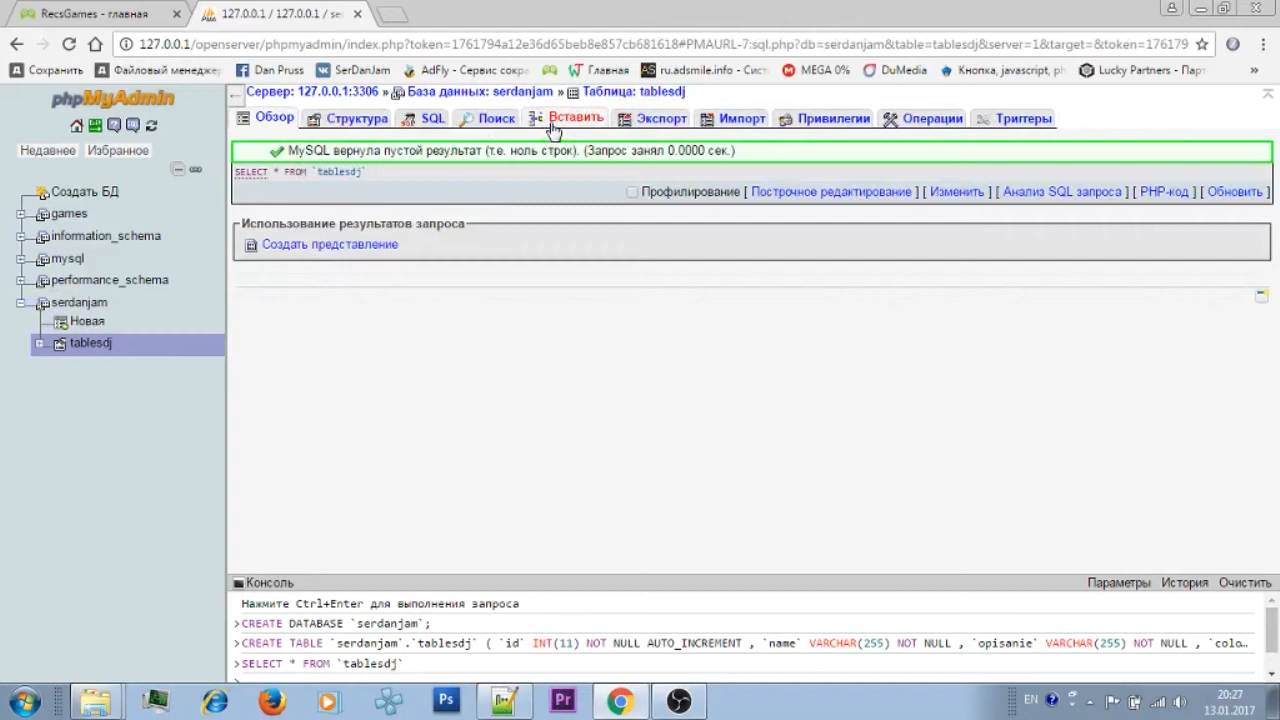 RecsGames - главная
127.0.0.1 / 127.0.0.1 / se
127.0.0.1/openserver/phpmyadmin/index.php?token=1761794a12e36d65beb8e857cb681618#PMAURL-7:sql.php?db=serdanjam&table=tablesdj&server=1&target=&token=176179
Сохранить
Файловый менеджер
Dan Pruss
SerDanJam
AdFly - Сервис сокра
Главная
ru.adsmile.info - Сист
MEGA 0%
DuMedia
Кнопка, javascript, ph
Lucky Partners - Парт
»
phpMyAdmin
Недавнее Избранное
Создать БД
games
information_schema
mysql
performance_schema
serdanjam
Новая
tablesdj
Сервер: 127.0.0.1:3306 » База данных: serdanjam » Таблица: tablesdj
Обзор Структура SQL Поиск Вставить Экспорт Импорт Привилегии Операции Триггеры
MySQL вернула пустой результат (т.е. ноль строк). (Запрос занял 0.0000 сек.)
SELECT * FROM `tablesdj`
Профилирование [ Построчное редактирование ] [ Изменить ] [ Анализ SQL запроса ] [ PHP-код ] [ Обновить ]
Использование результатов запроса
Создать представление
Консоль Параметры История Очистить
Нажмите Ctrl+Enter для выполнения запроса
>CREATE DATABASE `serdanjam`;
>CREATE TABLE `serdanjam`.`tablesdj` ( `id` INT(11) NOT NULL AUTO_INCREMENT , `name` VARCHAR(255) NOT NULL , `opisanie` VARCHAR(255) NOT NULL , `colo…
>SELECT * FROM `tablesdj`
Ps
Pr
EN
20:27
13.01.2017